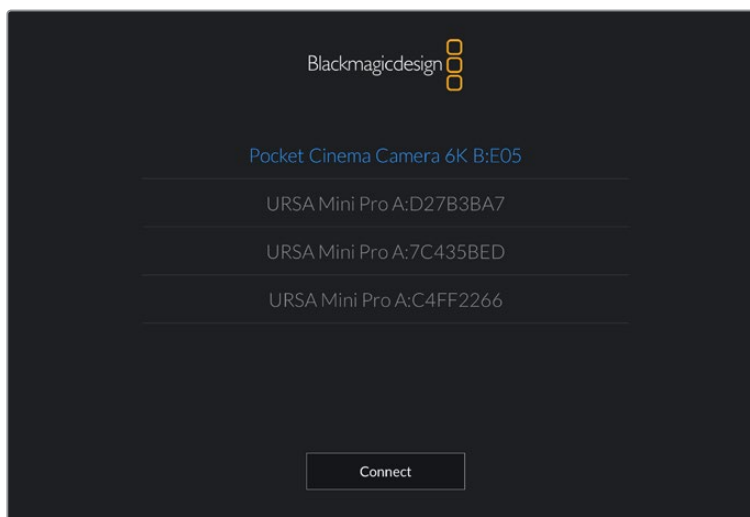 Blackmagicdesign
Pocket Cinema Camera 6K B:E05
URSA Mini Pro A:D27B3BA7
URSA Mini Pro A:7C435BED
URSA Mini Pro A:C4FF2266
Connect